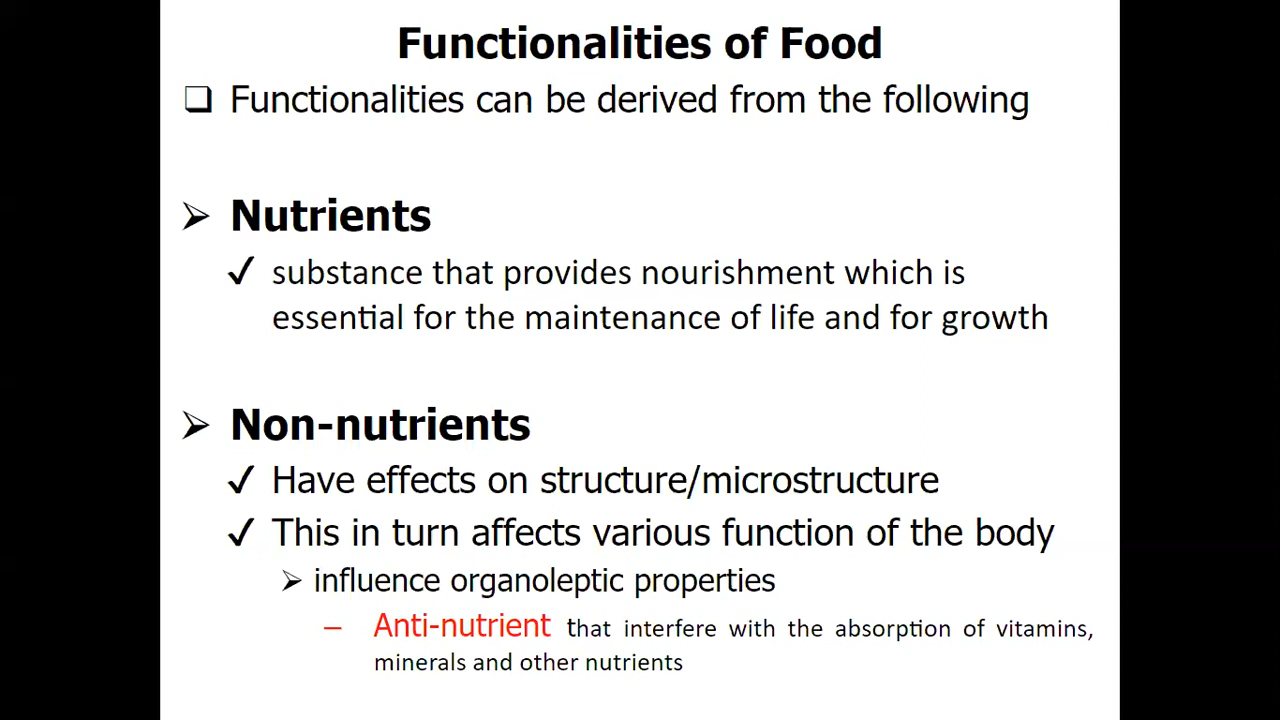 Functionalities of Food
❑ Functionalities can be derived from the following
➢ Nutrients
✓ substance that provides nourishment which is
essential for the maintenance of life and for growth
➢ Non-nutrients
✓ Have effects on structure/microstructure
✓ This in turn affects various function of the body
➢ influence organoleptic properties
– Anti-nutrient that interfere with the absorption of vitamins,
minerals and other nutrients